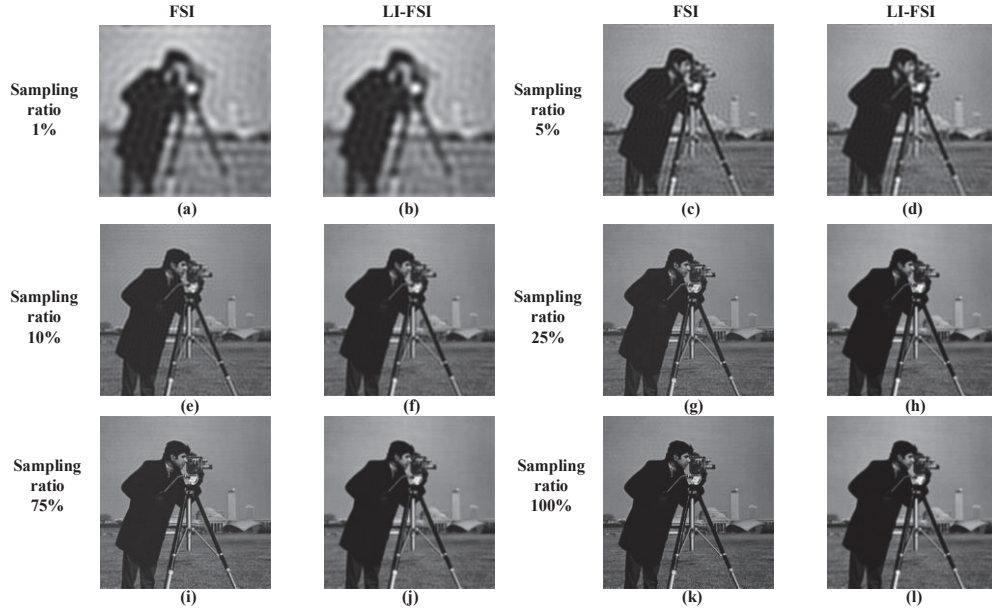 FSI LI-FSI FSI LI-FSI
Sampling
ratio
1%
Sampling
ratio
5%
(a) (b) (c) (d)
Sampling
ratio
10%
Sampling
ratio
25%
(e) (f) (g) (h)
Sampling
ratio
75%
Sampling
ratio
100%
(i) (j) (k) (l)